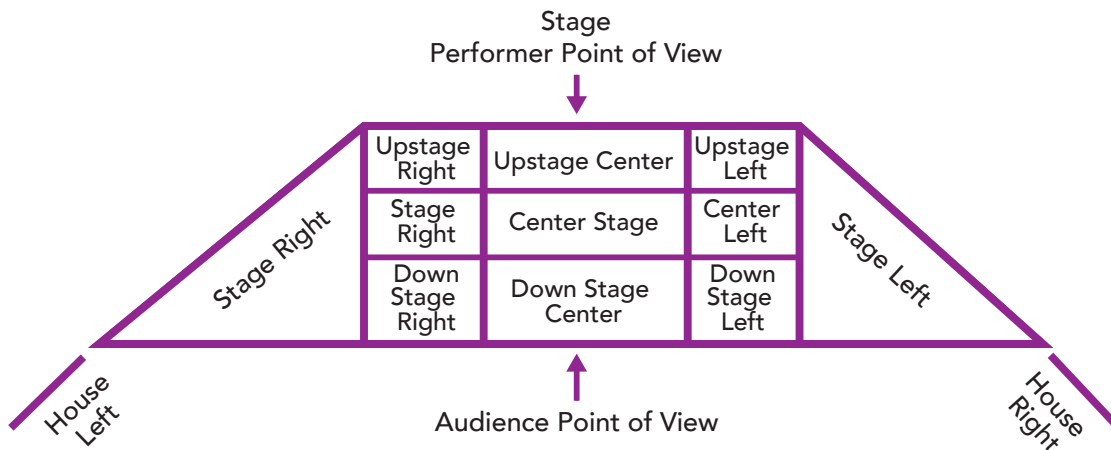 Stage
Performer Point of View
Upstage
Right
Upstage Center
Upstage
Left
Stage
Right
Center Stage
Center
Left
Down
Stage
Right
Down Stage
Center
Down
Stage
Left
Stage Right
Stage Left
House
Left
Audience Point of View
House
Right